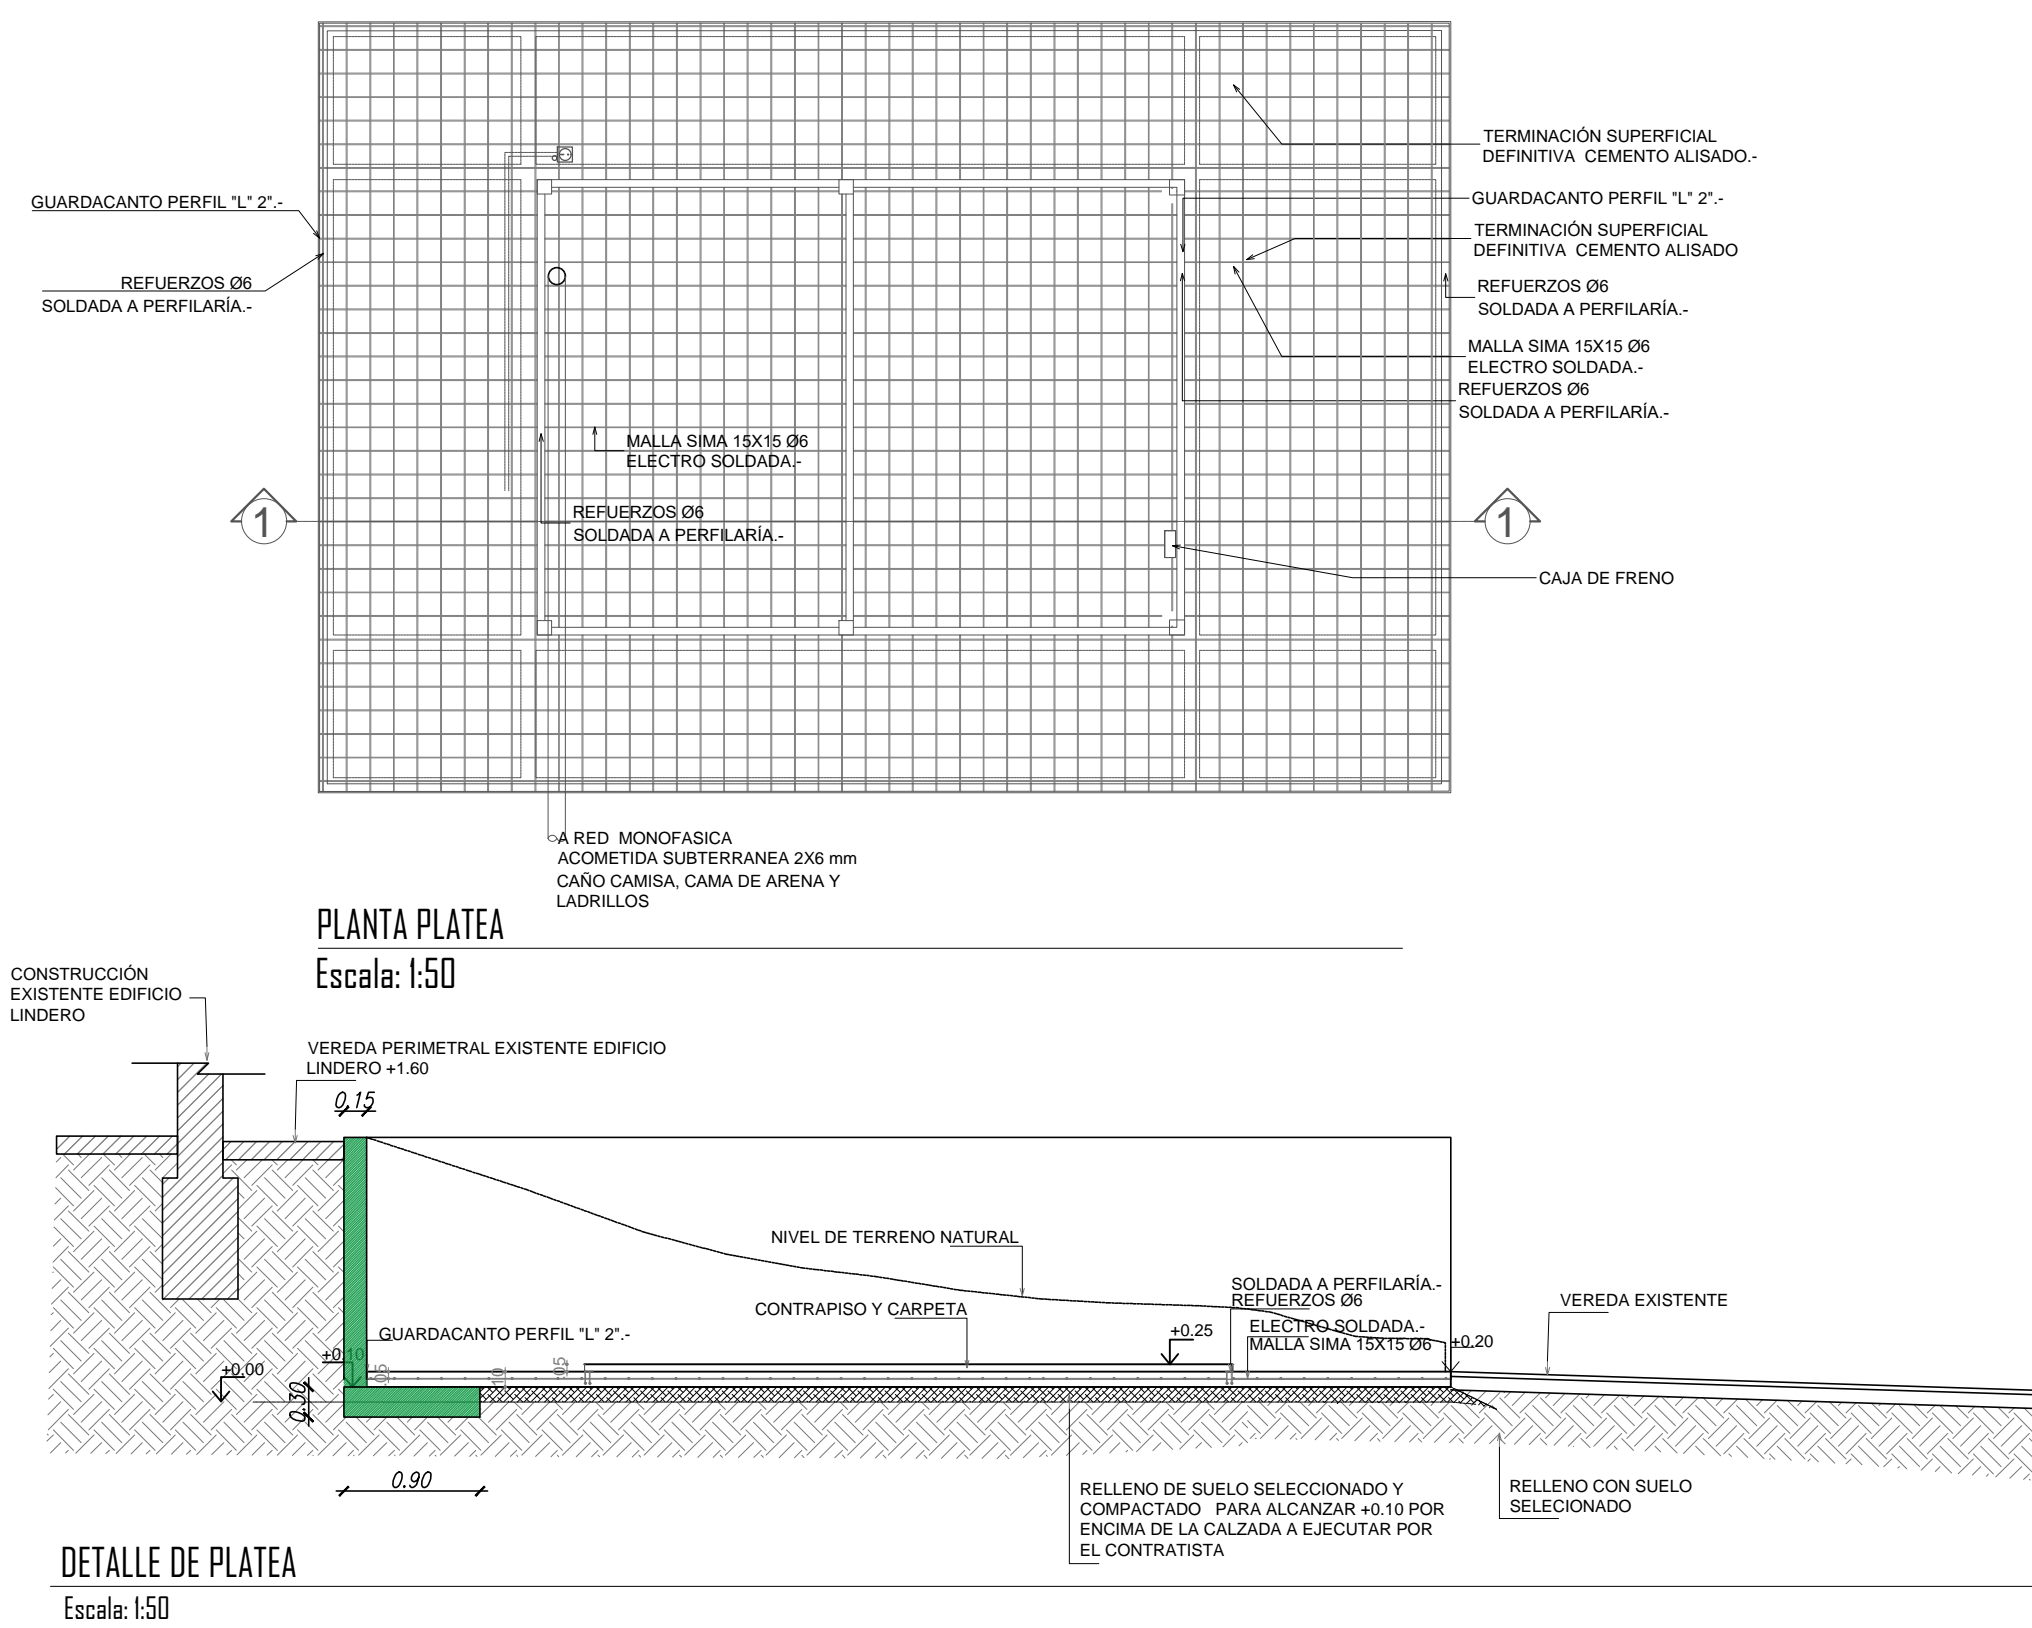 TERMINACIÓN SUPERFICIAL
DEFINITIVA CEMENTO ALISADO.-
GUARDACANTO PERFIL "L" 2".-
GUARDACANTO PERFIL "L" 2".-
TERMINACIÓN SUPERFICIAL
DEFINITIVA CEMENTO ALISADO
REFUERZOS Ø6
SOLDADA A PERFILARÍA.-
REFUERZOS Ø6
SOLDADA A PERFILARÍA.-
MALLA SIMA 15X15 Ø6
ELECTRO SOLDADA.-
REFUERZOS Ø6
SOLDADA A PERFILARÍA.-
MALLA SIMA 15X15 Ø6
ELECTRO SOLDADA.-
REFUERZOS Ø6
SOLDADA A PERFILARÍA.-
1
1
CAJA DE FRENO
A RED MONOFASICA
ACOMETIDA SUBTERRANEA 2X6 mm
CAÑO CAMISA, CAMA DE ARENA Y
LADRILLOS
PLANTA PLATEA
Escala: 1:50
CONSTRUCCIÓN
EXISTENTE EDIFICIO
LINDERO
VEREDA PERIMETRAL EXISTENTE EDIFICIO
LINDERO +1.60
0.15
NIVEL DE TERRENO NATURAL
SOLDADA A PERFILARÍA.-
REFUERZOS Ø6
CONTRAPISO Y CARPETA
VEREDA EXISTENTE
GUARDACANTO PERFIL "L" 2".-
+0.25
ELECTRO SOLDADA.-
MALLA SIMA 15X15 Ø6
+0.20
+0.10
+0.00
.05
.10
.05
0.30
0.90
RELLENO DE SUELO SELECCIONADO Y
COMPACTADO PARA ALCANZAR +0.10 POR
ENCIMA DE LA CALZADA A EJECUTAR POR
EL CONTRATISTA
RELLENO CON SUELO
SELECIONADO
DETALLE DE PLATEA
Escala: 1:50